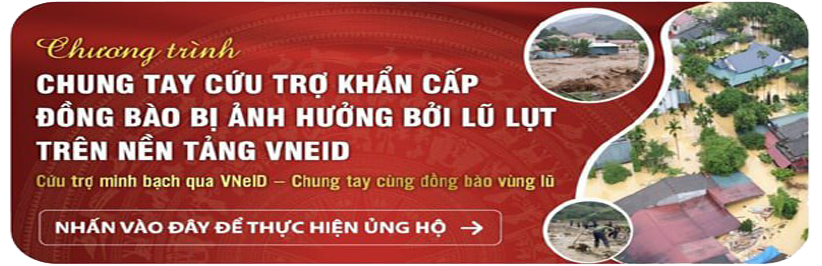 Chương trình
CHUNG TAY CỨU TRỢ KHẨN CẤP
ĐỒNG BÀO BỊ ẢNH HƯỞNG BỞI LŨ LỤT
TRÊN NỀN TẢNG VNEID
Cứu trợ minh bạch qua VNeID – Chung tay cùng đồng bào vùng lũ
NHẤN VÀO ĐÂY ĐỂ THỰC HIỆN ỦNG HỘ →